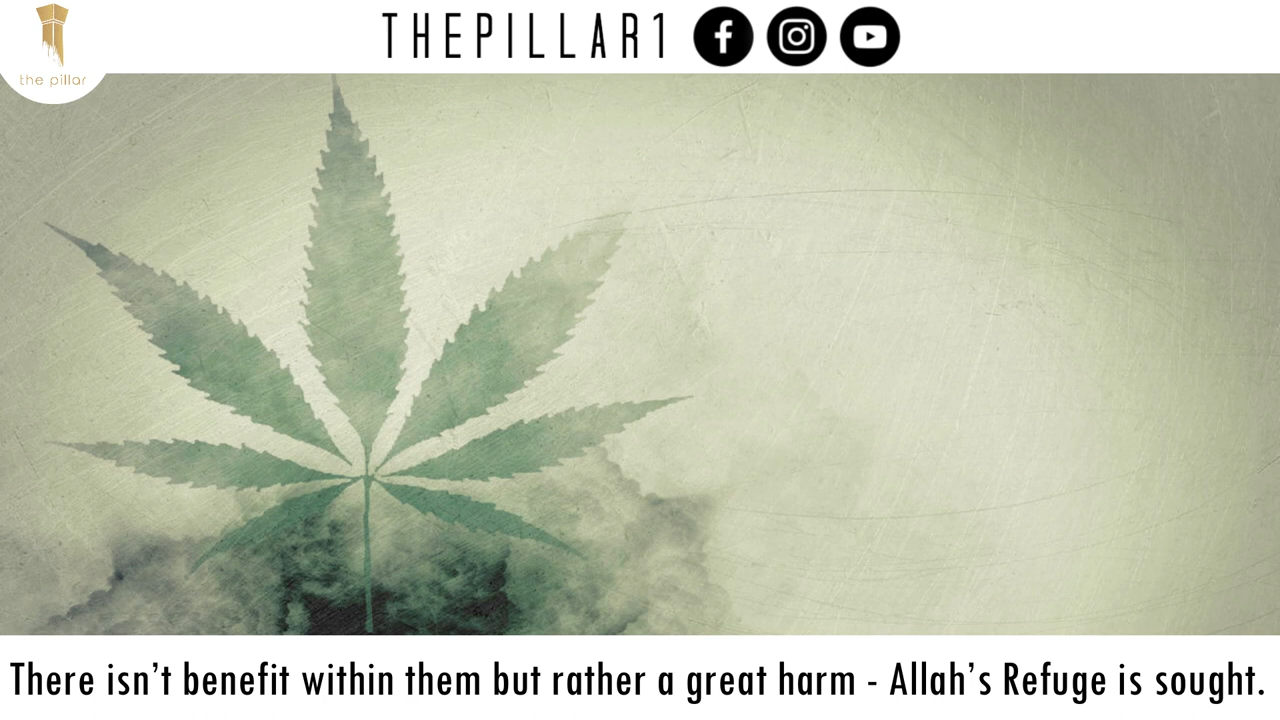 THEPILLAR1
the pillar
There isn't benefit within them but rather a great harm - Allah's Refuge is sought.